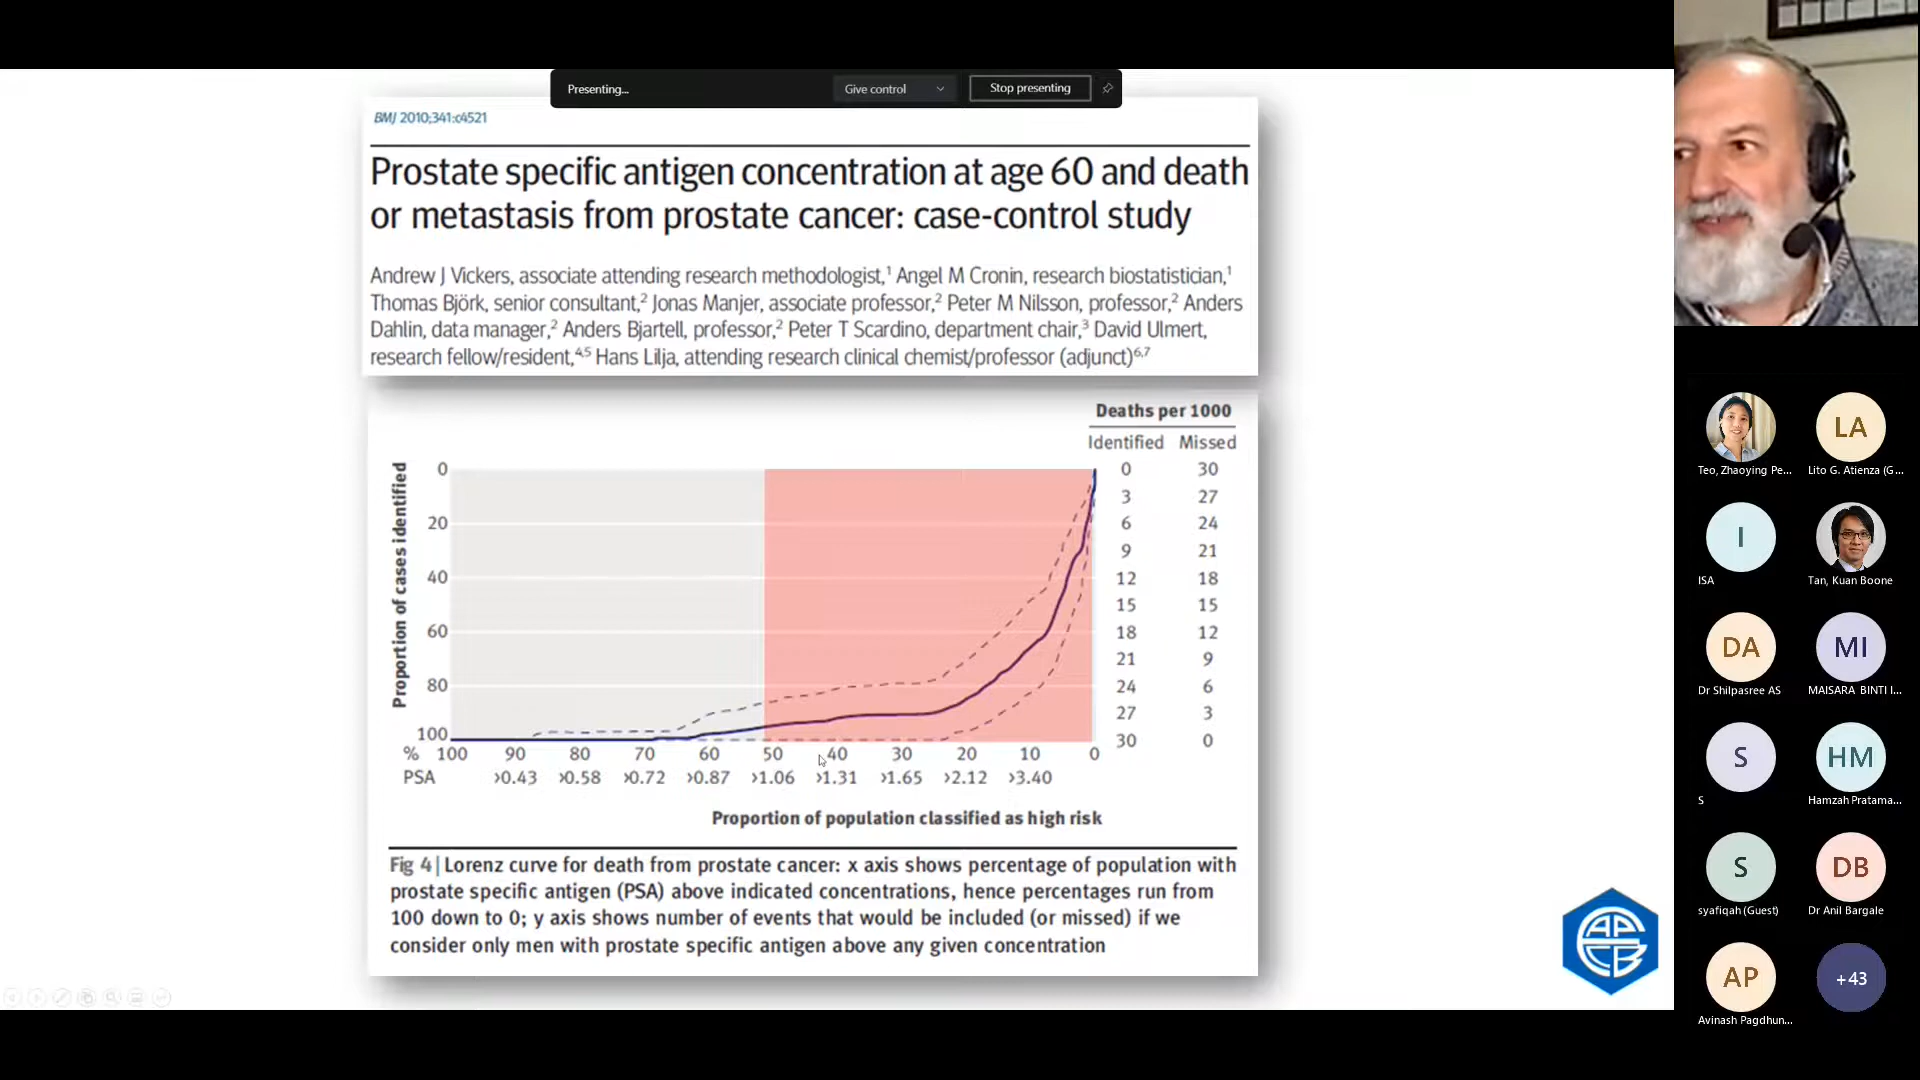 Presenting...
Give control
Stop presenting
BMJ 2010;341:c4521
Prostate specific antigen concentration at age 60 and death
or metastasis from prostate cancer: case-control study
Andrew J Vickers, associate attending research methodologist,1 Angel M Cronin, research biostatistician,1
Thomas Björk, senior consultant,2 Jonas Manjer, associate professor,2 Peter M Nilsson, professor,2 Anders
Dahlin, data manager,2 Anders Bjartell, professor,2 Peter T Scardino, department chair,3 David Ulmert,
research fellow/resident,4,5 Hans Lilja, attending research clinical chemist/professor (adjunct)6,7
Deaths per 1000
Identified Missed
Proportion of cases identified
0 0 30
3 27
20 6 24
9 21
40 12 18
15 15
60 18 12
21 9
80 24 6
27 3
100 30 0
% 100 90 80 70 60 50 40 30 20 10 0
PSA >0.43 >0.58 >0.72 >0.87 >1.06 >1.31 >1.65 >2.12 >3.40
Proportion of population classified as high risk
Fig 4| Lorenz curve for death from prostate cancer: x axis shows percentage of population with
prostate specific antigen (PSA) above indicated concentrations, hence percentages run from
100 down to 0; y axis shows number of events that would be included (or missed) if we
consider only men with prostate specific antigen above any given concentration
APFCB
Teo, Zhaoying Pe...
LA
Lito G. Atienza (G...
I
ISA
Tan, Kuan Boone
DA
Dr Shilpasree AS
MI
MAISARA BINTI I...
S
S
HM
Hamzah Pratama...
S
syafiqah (Guest)
DB
Dr Anil Bargale
AP
Avinash Pagdhun...
+43